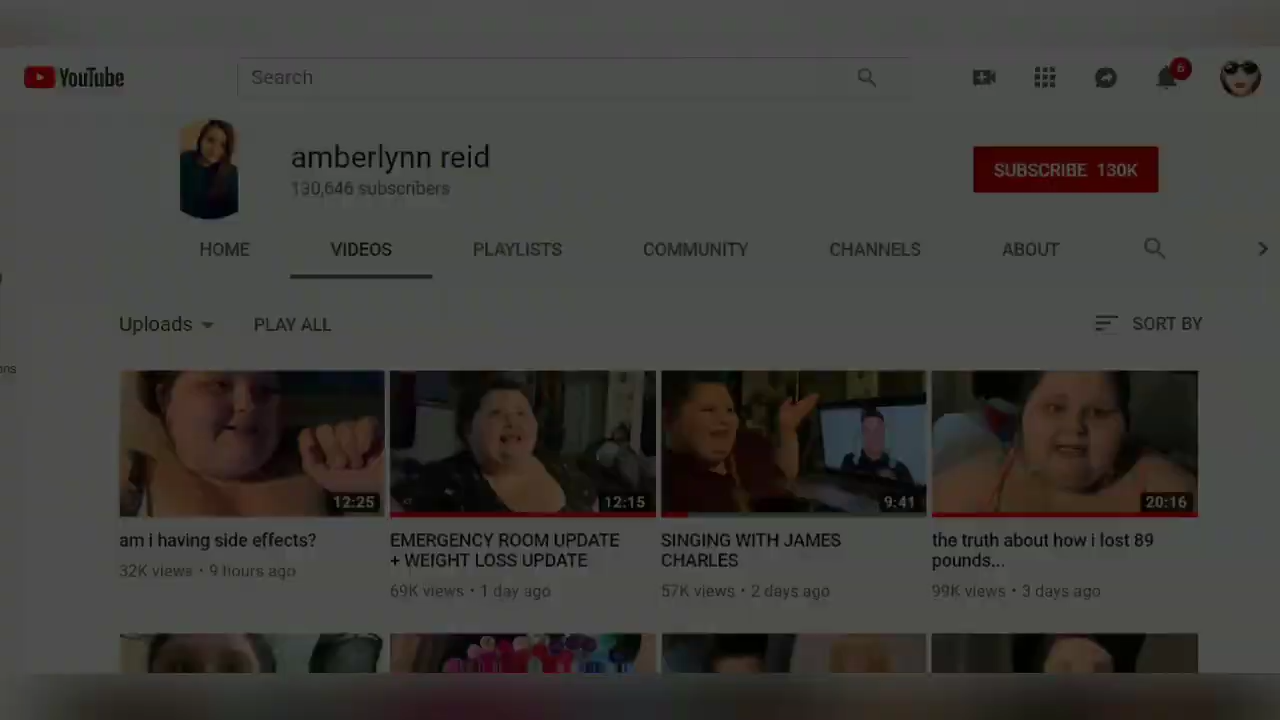 YouTube
Search
6
amberlynn reid
130,646 subscribers
SUBSCRIBE 130K
HOME
VIDEOS
PLAYLISTS
COMMUNITY
CHANNELS
ABOUT
Uploads
PLAY ALL
SORT BY
12:25
12:15
9:41
20:16
am i having side effects?
32K views • 9 hours ago
EMERGENCY ROOM UPDATE
+ WEIGHT LOSS UPDATE
69K views • 1 day ago
SINGING WITH JAMES
CHARLES
57K views • 2 days ago
the truth about how i lost 89
pounds...
99K views • 3 days ago